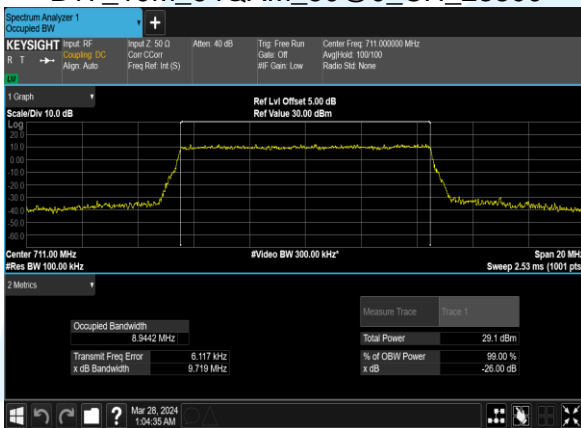 Spectrum Analyzer 1
Occupied BW
+
KEYSIGHT
R T
LV
Input: RF
Coupling: DC
Align: Auto
Input Z: 50 Ω
Corr CCorr
Freq Ref: Int (S)
Atten: 40 dB
Trig: Free Run
Gate: Off
#IF Gain: Low
Center Freq: 711.000000 MHz
Avg|Hold: 100/100
Radio Std: None
1 Graph
Scale/Div 10.0 dB
Ref Lvl Offset 5.00 dB
Ref Value 30.00 dBm
Log
20.0
10.0
0.00
-10.0
-20.0
-30.0
-40.0
-50.0
-60.0
Center 711.00 MHz
#Res BW 100.00 kHz
#Video BW 300.00 kHz*
Span 20 MHz
Sweep 2.53 ms (1001 pts
2 Metrics
Measure Trace Trace 1
Occupied Bandwidth
8.9442 MHz
Total Power 29.1 dBm
Transmit Freq Error 6.117 kHz
% of OBW Power 99.00 %
x dB Bandwidth 9.719 MHz
x dB -26.00 dB
?
Mar 28, 2024
1:04:35 AM